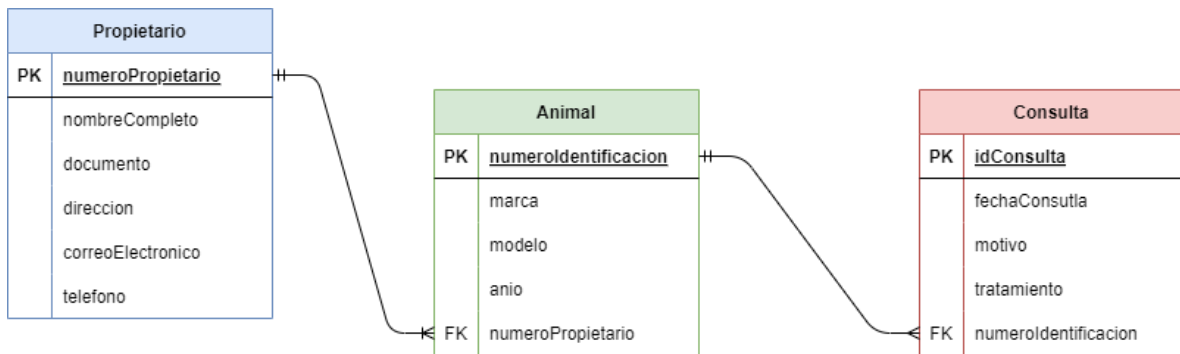 Propietario
PK numeroPropietario
nombreCompleto
documento
direccion
correoElectronico
telefono
Animal
PK numeroIdentificacion
marca
modelo
anio
FK numeroPropietario
Consulta
PK idConsulta
fechaConsutla
motivo
tratamiento
FK numeroIdentificacion